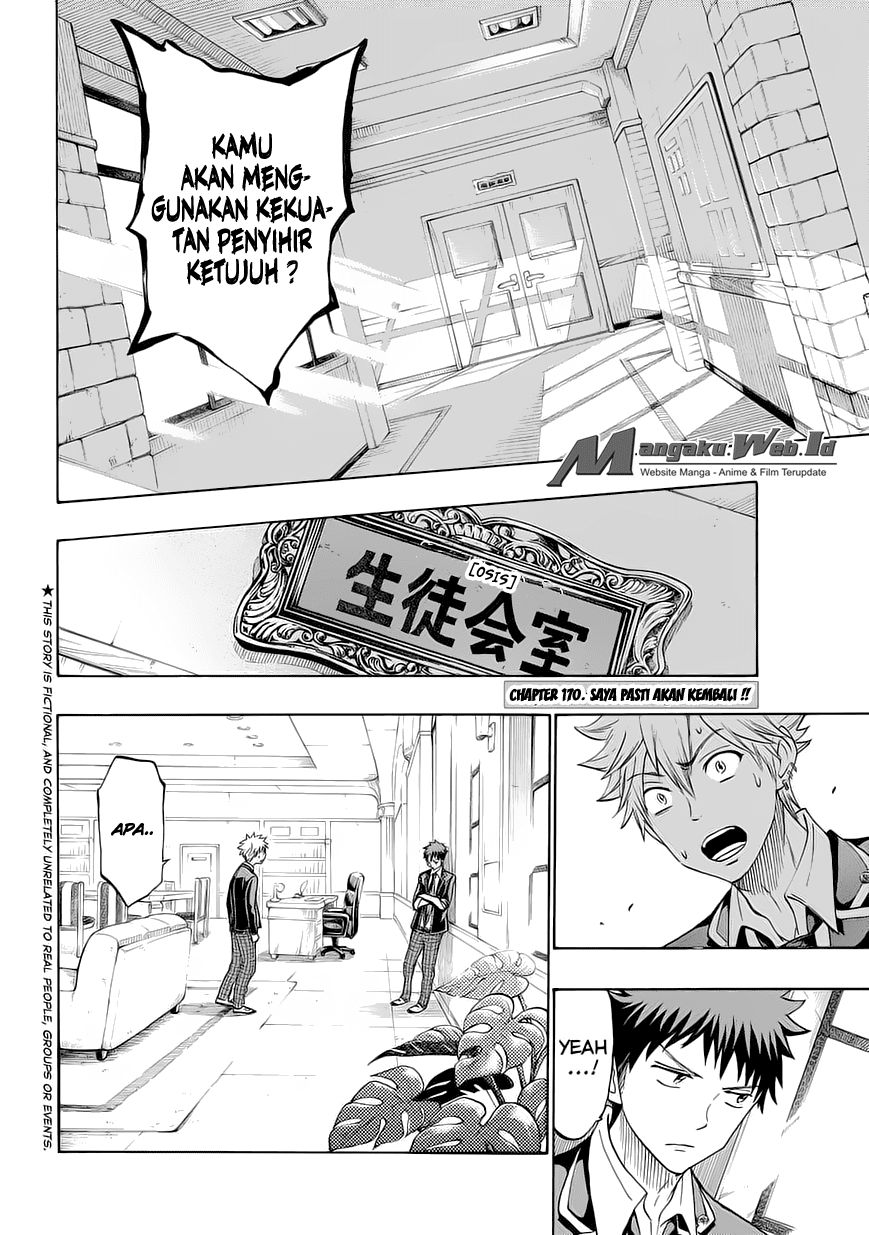 KAMU
AKAN MENG-
GUNAKAN KEKUA-
TAN PENYIHIR
KETUJUH ?
Mangaku.Web.Id
Website Manga - Anime & Film Terupdate
[OSIS]
生徒会室
CHAPTER 170. SAYA PASTI AKAN KEMBALI !!
★THIS STORY IS FICTIONAL, AND COMPLETELY UNRELATED TO REAL PEOPLE, GROUPS OR EVENTS.
APA..
YEAH
...!